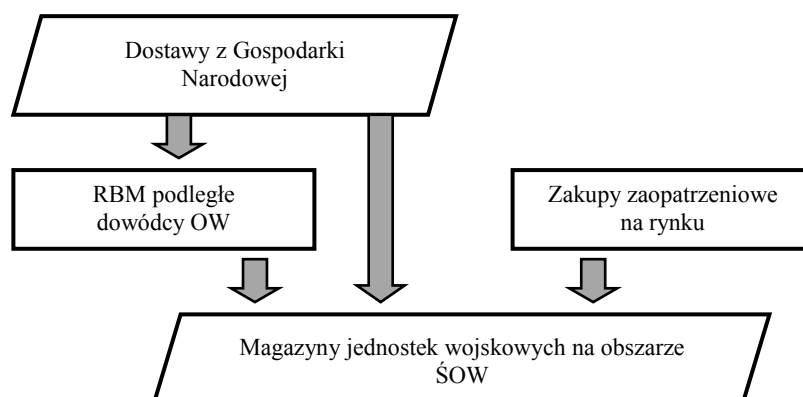 Dostawy z Gospodarki
Narodowej
RBM podległe
dowódcy OW
Zakupy zaopatrzeniowe
na rynku
Magazyny jednostek wojskowych na obszarze
ŚOW